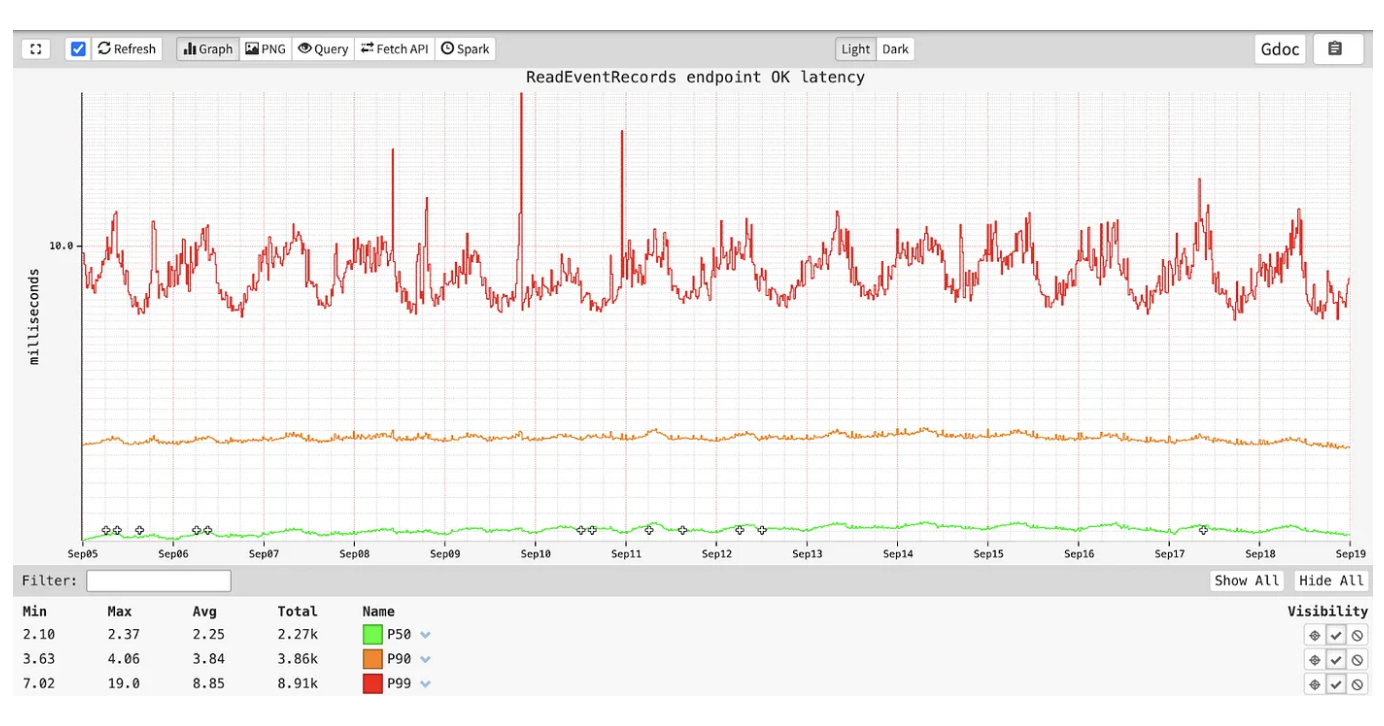 Refresh Graph PNG Query Fetch API Spark Light Dark Gdoc
ReadEventRecords endpoint OK latency
10.0
milliseconds
Sep05 Sep06 Sep07 Sep08 Sep09 Sep10 Sep11 Sep12 Sep13 Sep14 Sep15 Sep16 Sep17 Sep18 Sep19
Filter: Show All Hide All
Min Max Avg Total Name Visibility
2.10 2.37 2.25 2.27k P50
3.63 4.06 3.84 3.86k P90
7.02 19.0 8.85 8.91k P99